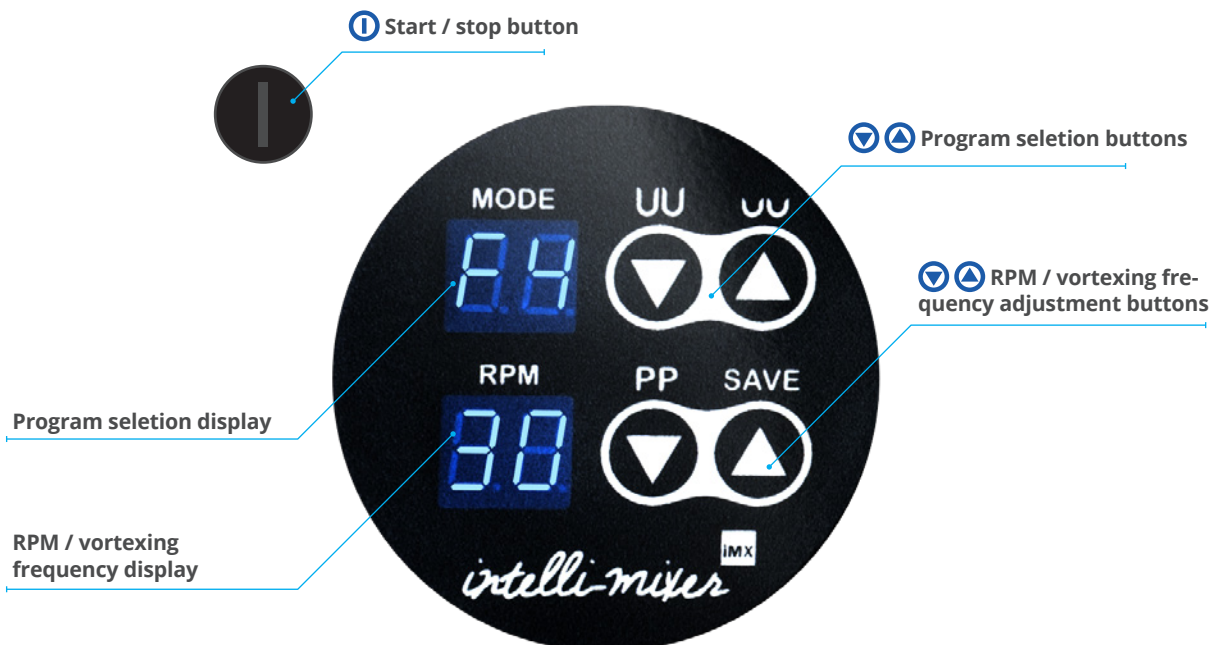 Start / stop button
Program seletion buttons
MODE
UU
UU
F4
RPM / vortexing fre-
quency adjustment buttons
RPM
PP
SAVE
30
Program seletion display
RPM / vortexing
frequency display
iMX
intelli-mixer